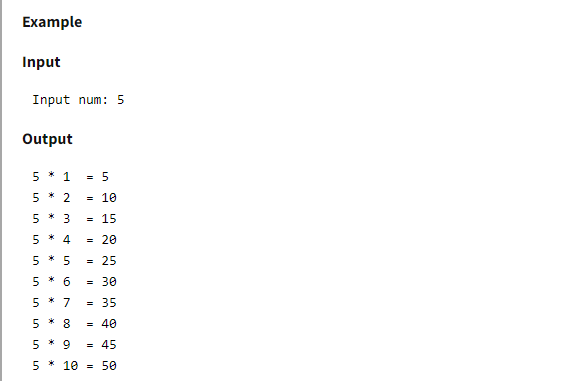 Example
Input
Input num: 5
Output
5 * 1  = 5
5 * 2  = 10
5 * 3  = 15
5 * 4  = 20
5 * 5  = 25
5 * 6  = 30
5 * 7  = 35
5 * 8  = 40
5 * 9  = 45
5 * 10 = 50